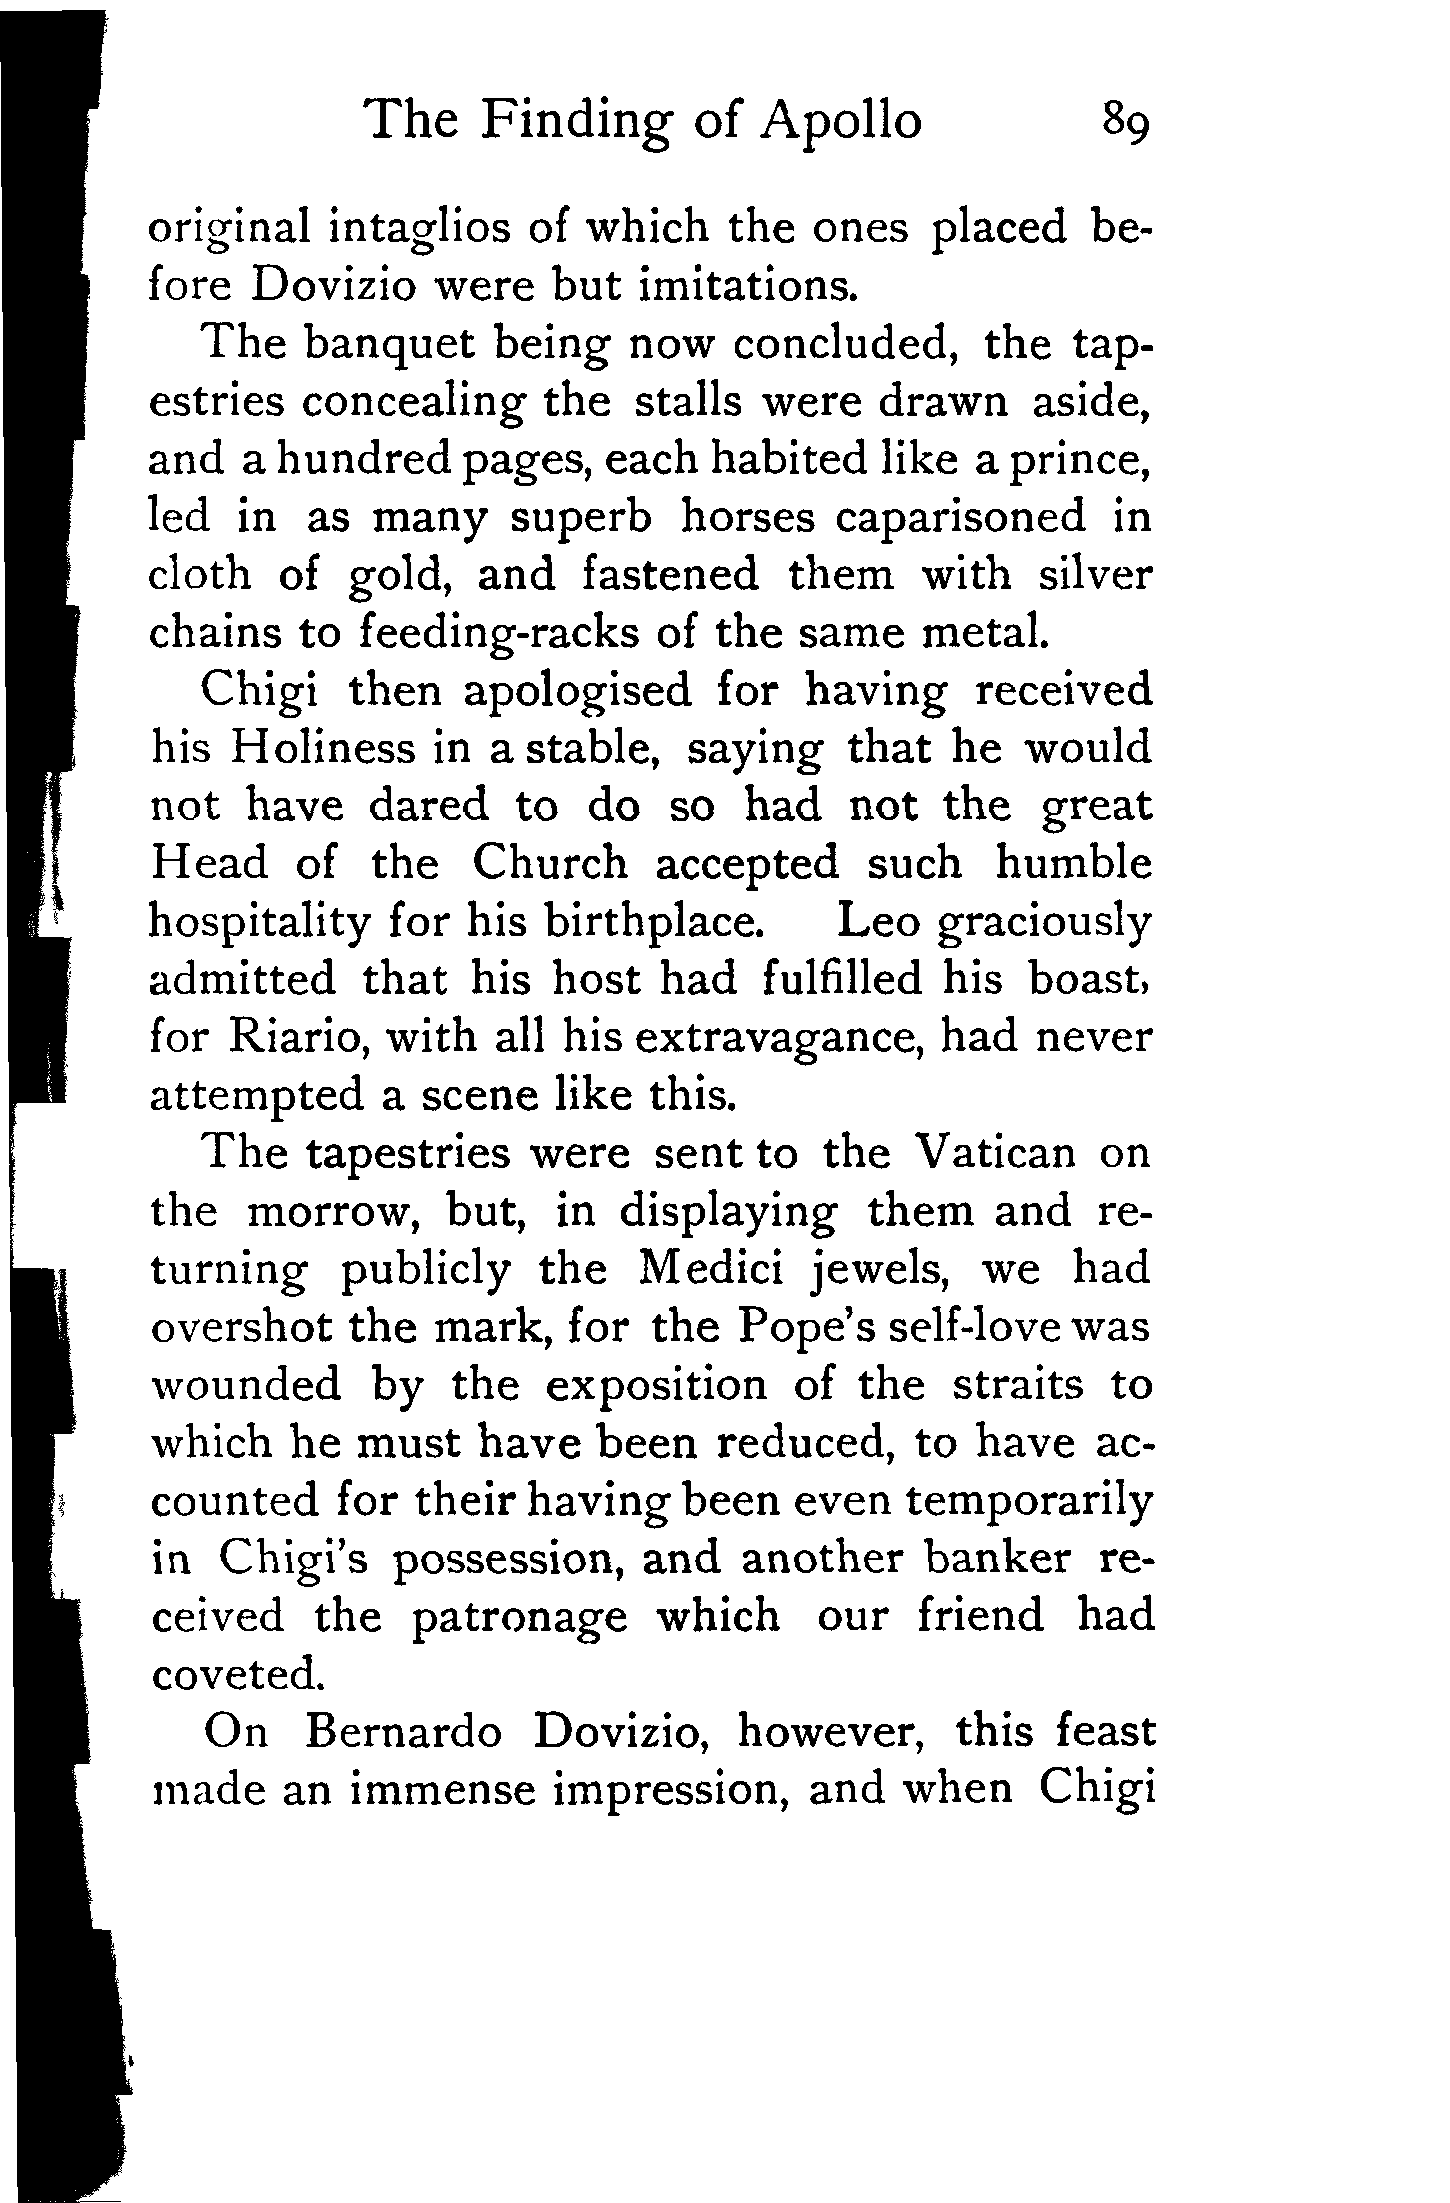 The Finding of Apollo 89
original intaglios of which the ones placed be-
fore Dovizio were but imitations.
The banquet being now concluded, the tap-
estries concealing the stalls were drawn aside,
and a hundred pages, each habited like a prince,
led in as many superb horses caparisoned in
cloth of gold, and fastened them with silver
chains to feeding-racks of the same metal.
Chigi then apologised for having received
his Holiness in a stable, saying that he would
not have dared to do so had not the great
Head of the Church accepted such humble
hospitality for his birthplace. Leo graciously
admitted that his host had fulfilled his boast,
for Riario, with all his extravagance, had never
attempted a scene like this.
The tapestries were sent to the Vatican on
the morrow, but, in displaying them and re-
turning publicly the Medici jewels, we had
overshot the mark, for the Pope's self-love was
wounded by the exposition of the straits to
which he must have been reduced, to have ac-
counted for their having been even temporarily
in Chigi's possession, and another banker re-
ceived the patronage which our friend had
coveted.
On Bernardo Dovizio, however, this feast
made an immense impression, and when Chigi